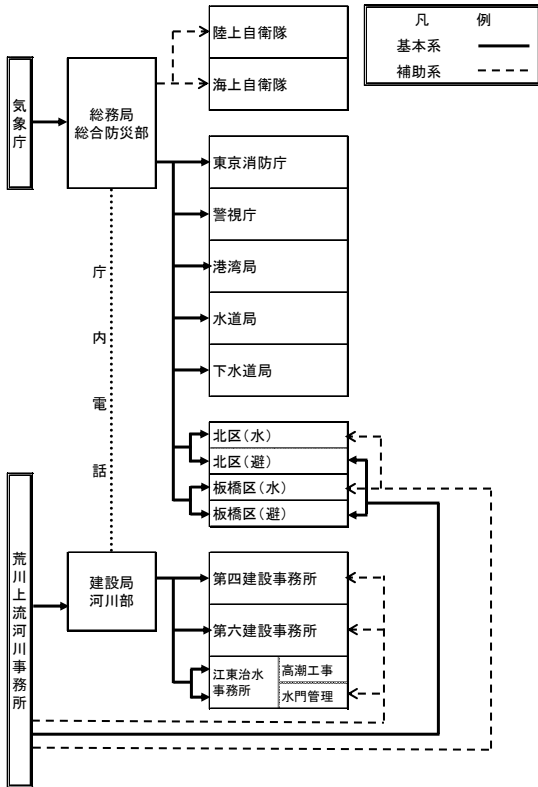 陸上自衛隊
海上自衛隊
凡 例
基本系
補助系
気象庁
総務局
総合防災部
東京消防庁
警視庁
港湾局
水道局
下水道局
庁内電話
北区(水)
北区(避)
板橋区(水)
板橋区(避)
荒川上流河川事務所
建設局
河川部
第四建設事務所
第六建設事務所
江東治水
事務所
高潮工事
水門管理